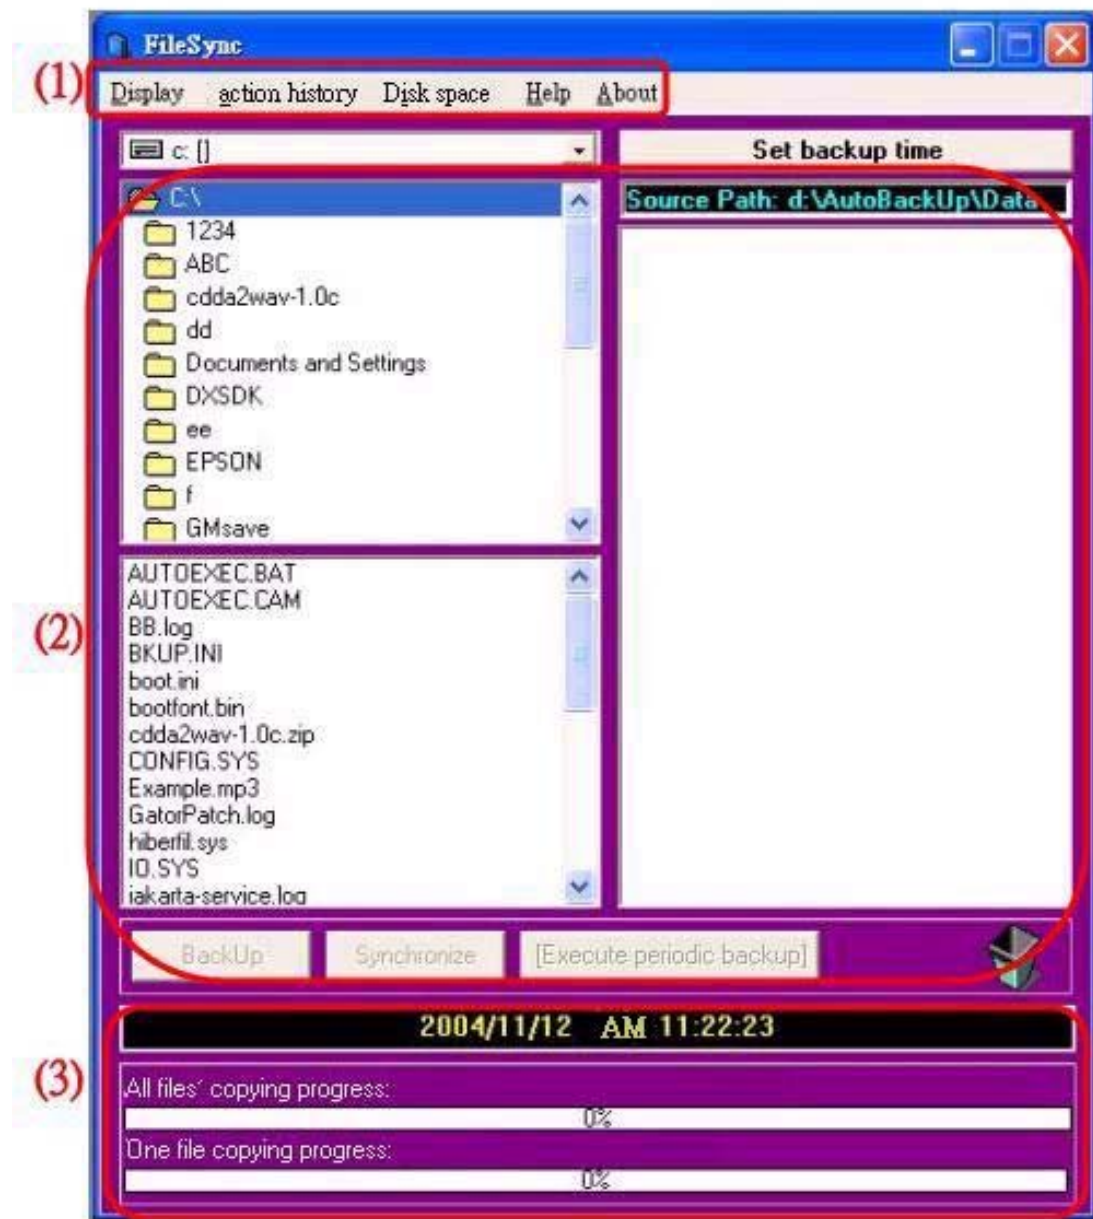 FileSync
(1)
Display action history Disk space Help About
c: []
Set backup time
C:\
Source Path: d:\AutoBackUp\Data
1234
ABC
cdda2wav-1.0c
dd
Documents and Settings
DXSDK
ee
EPSON
f
GMsave
(2)
AUTOEXEC.BAT
AUTOEXEC.CAM
BB.log
BKUP.INI
boot.ini
bootfont.bin
cdda2wav-1.0c.zip
CONFIG.SYS
Example.mp3
GatorPatch.log
hiberfil.sys
IO.SYS
jakarta-service.log
BackUp
Synchronize
[Execute periodic backup]
(3)
2004/11/12 AM 11:22:23
All files' copying progress:
0%
One file copying progress:
0%